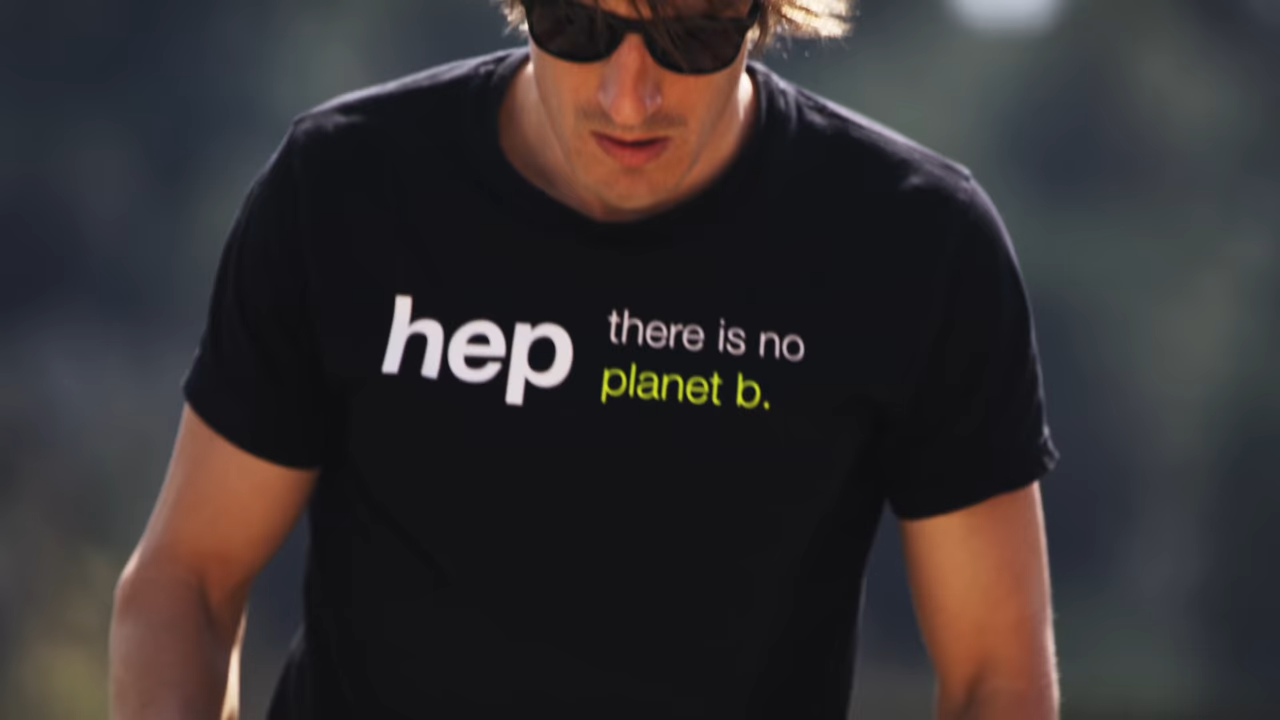 hep
there is no
planet b.